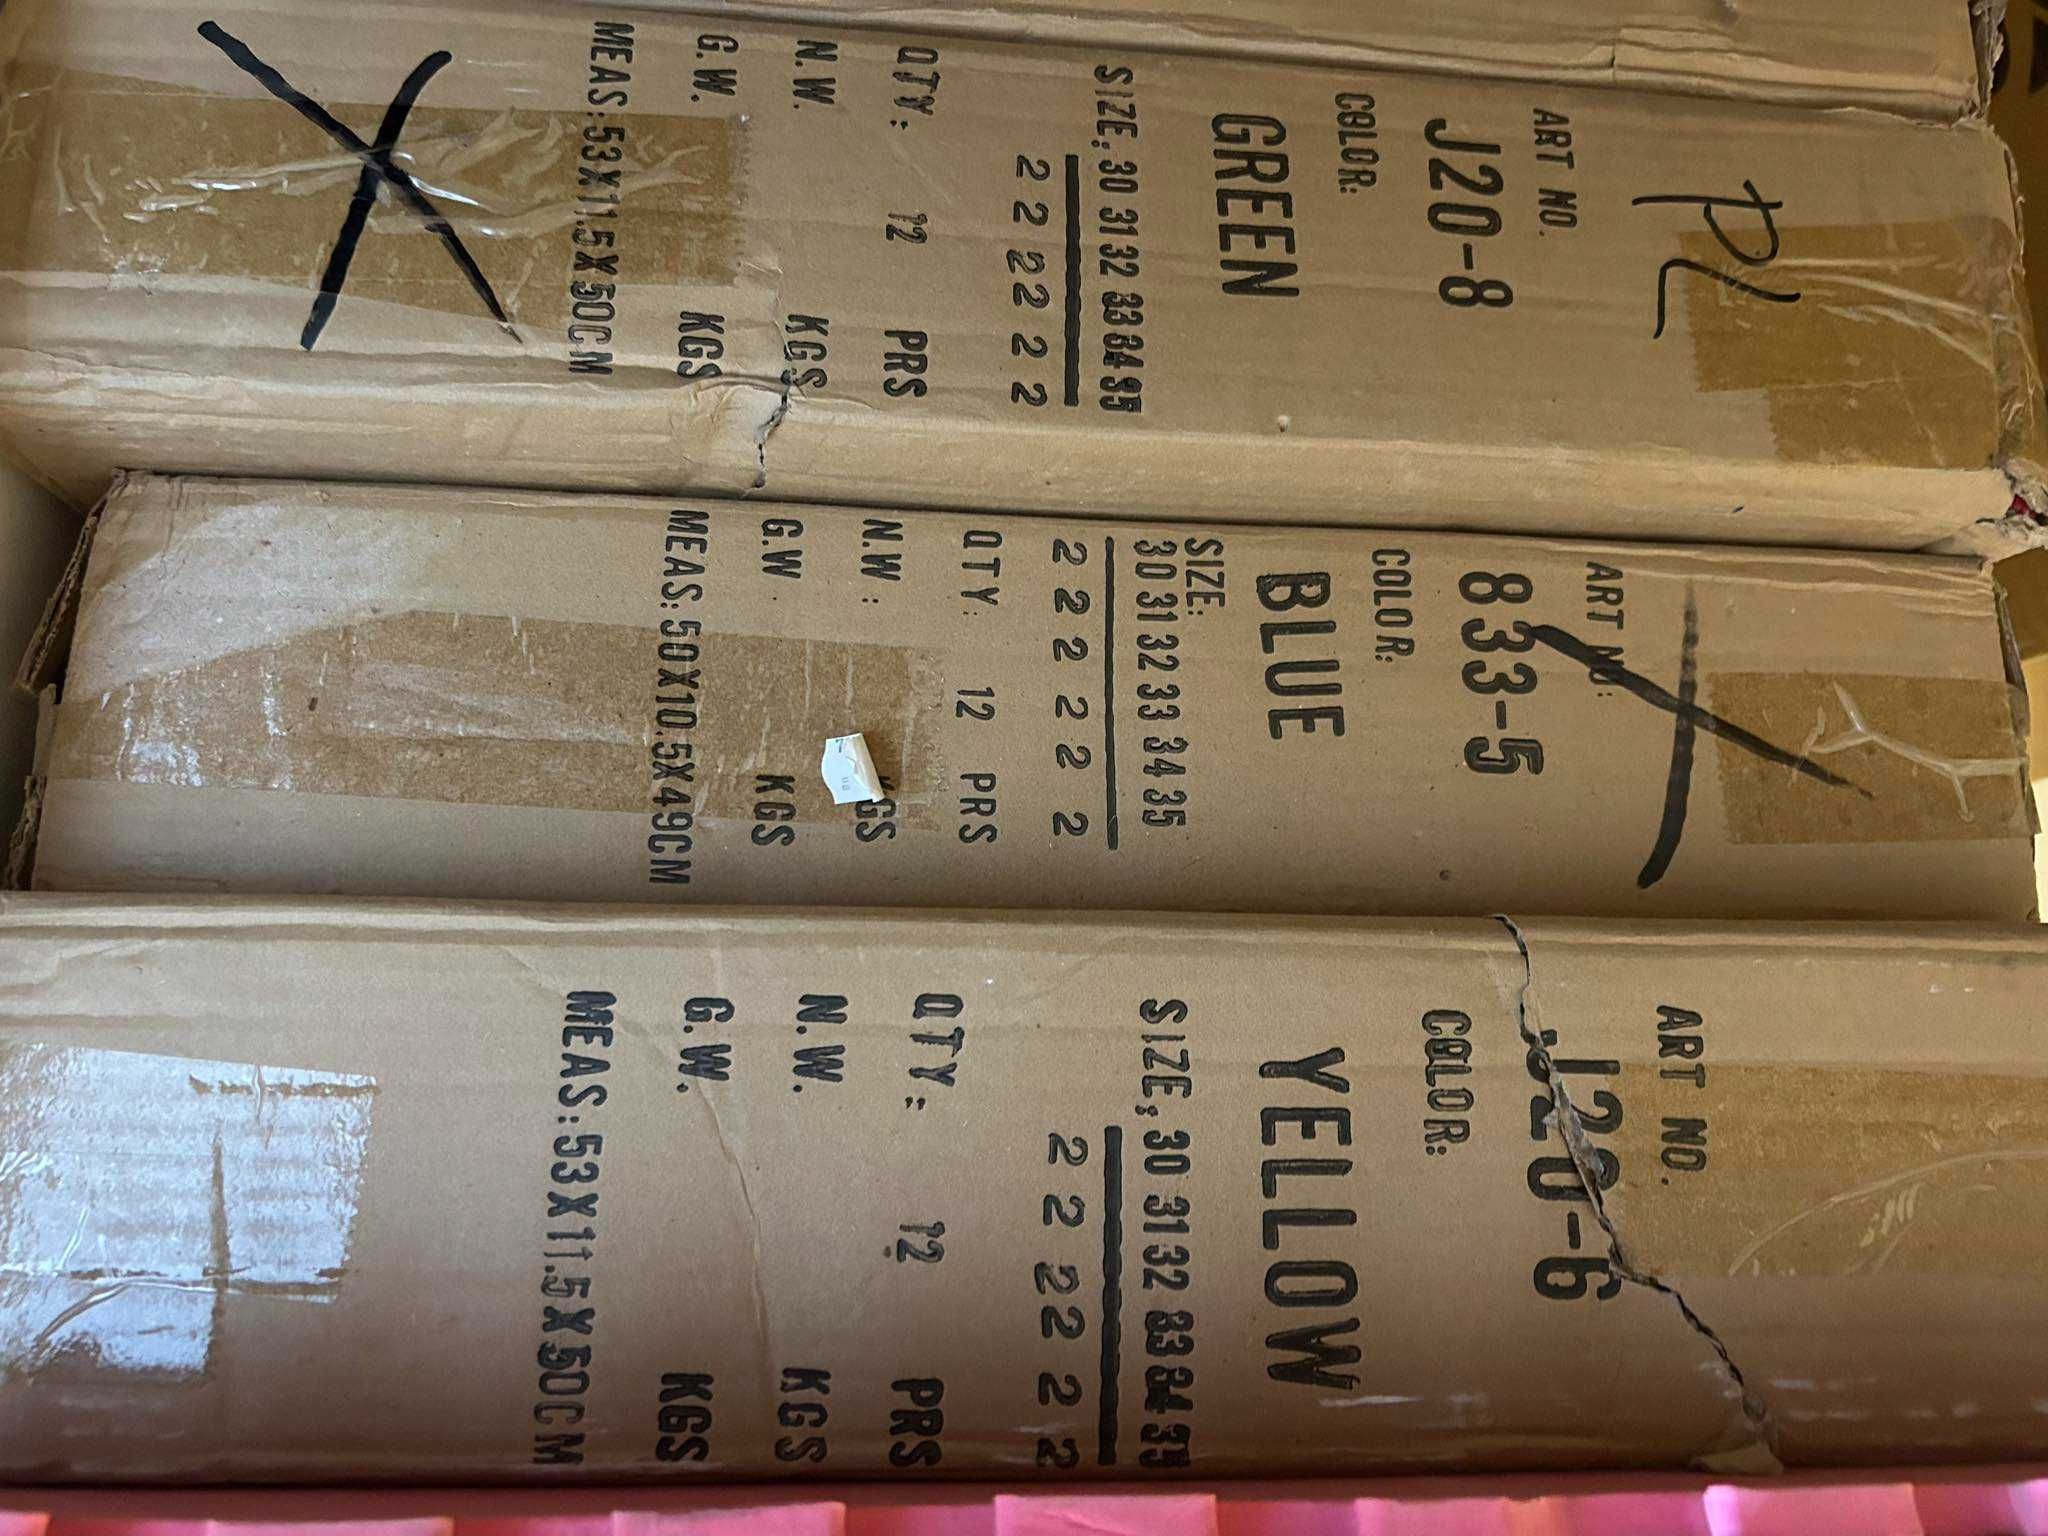 PL
ART NO.
J20-8
COLOR:
GREEN
SIZE: 30 31 32 33 34 35
2 2 2 2 2 2
QTY: 12 PRS
N.W. KGS
G.W. KGS
MEAS:53X11.5X50CM
ART NO:
833-5
COLOR:
BLUE
SIZE:
30 31 32 33 34 35
2 2 2 2 2 2
QTY: 12 PRS
N.W: KGS
G.W. KGS
MEAS:50X10.5X49CM
ART NO.
J20-6
COLOR:
YELLOW
SIZE: 30 31 32 33 34 35
2 2 2 2 2 2
QTY: 12 PRS
N.W. KGS
G.W. KGS
MEAS:53X11.5X50CM